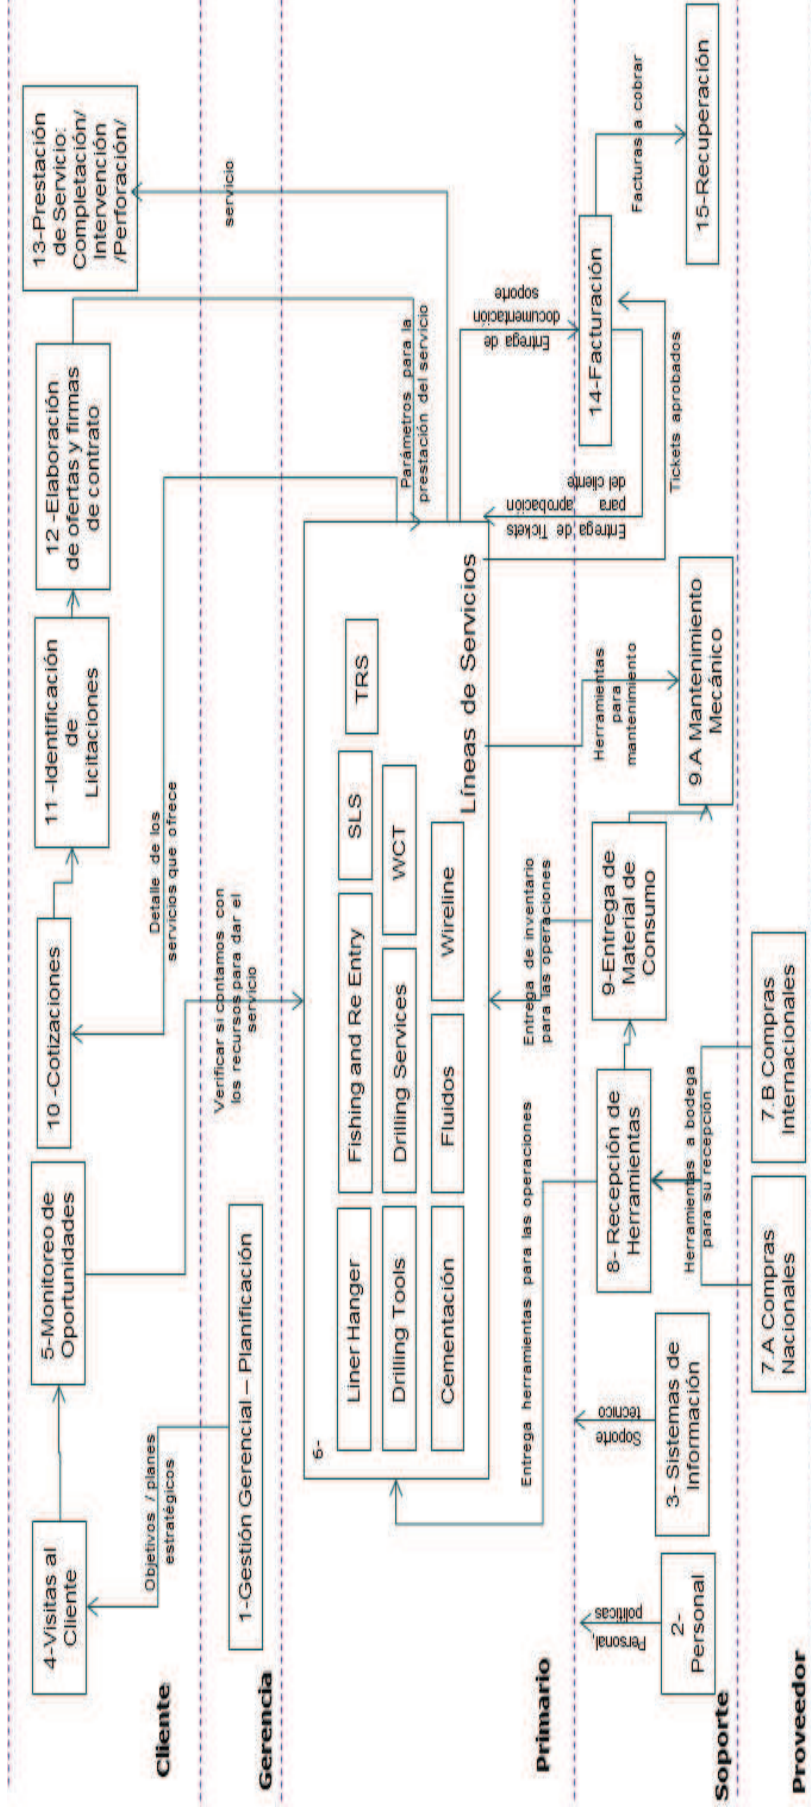 4-Visitas al
Cliente
5-Monitoreo de
Oportunidades
10 -Cotizaciones
11 -Identificación
de
Licitaciones
12 -Elaboración
de ofertas y firmas
de contrato
13-Prestación
de Servicio:
Completación/
Intervención
/Perforación/
Cliente
Objetivos / planes
estratégicos
Detalle de los
servicios que ofrece
servicio
Gerencia
1-Gestión Gerencial – Planificación
Verificar si contamos con
los recursos para dar el
servicio
Parámetros para la
prestación del servicio
6-
Liner Hanger
Fishing and Re Entry
SLS
TRS
Drilling Tools
Drilling Services
WCT
Cementación
Fluidos
Wireline
Líneas de Servicios
Entrega de
documentación
soporte
Entrega de Tickets
para aprobación
del cliente
Primario
Entrega herramientas para las operaciones
Entrega de inventario
para las operaciones
Herramientas
para
mantenimiento
Tickets aprobados
Facturas a cobrar
Personal,
políticas
Soporte
técnico
2-
Personal
3- Sistemas de
Información
8- Recepción de
Herramientas
9-Entrega de
Material de
Consumo
9.A Mantenimiento
Mecánico
14-Facturación
15-Recuperación
Soporte
Herramientas a bodega
para su recepción
Proveedor
7.A Compras
Nacionales
7.B Compras
Internacionales